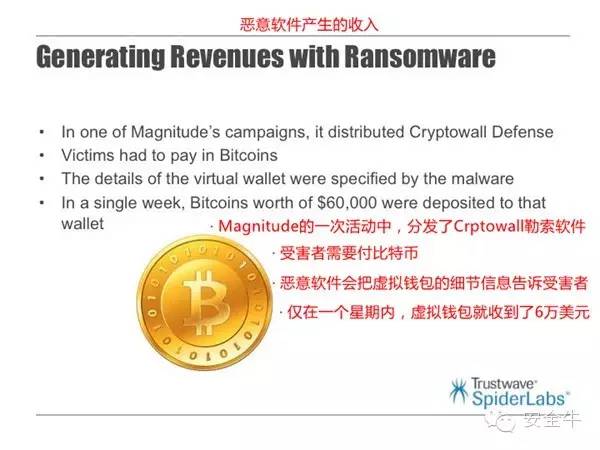 恶意软件产生的收入
Generating Revenues with Ransomware
• In one of Magnitude's campaigns, it distributed Cryptowall Defense
• Victims had to pay in Bitcoins
• The details of the virtual wallet were specified by the malware
• In a single week, Bitcoins worth of $60,000 were deposited to that
wallet
· Magnitude的一次活动中，分发了Crptowall勒索软件
· 受害者需要付比特币
· 恶意软件会把虚拟钱包的细节信息告诉受害者
· 仅在一个星期内，虚拟钱包就收到了6万美元
Trustwave®
SpiderLabs®
安全牛